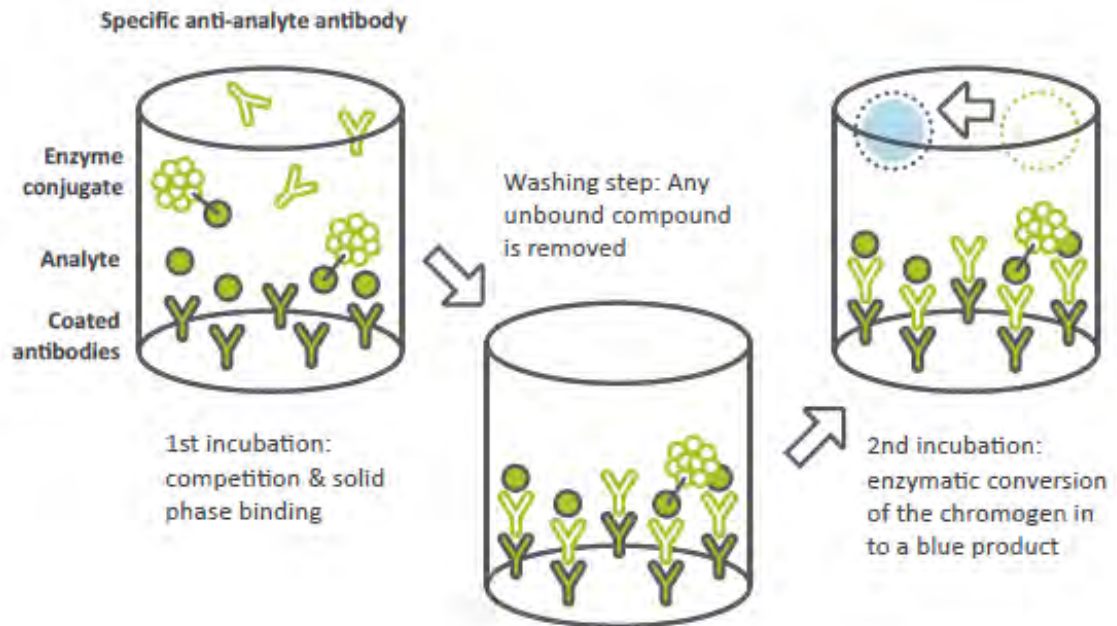 Specific anti-analyte antibody
Enzyme
conjugate
Analyte
Coated
antibodies
1st incubation:
competition & solid
phase binding
Washing step: Any
unbound compound
is removed
2nd incubation:
enzymatic conversion
of the chromogen in
to a blue product